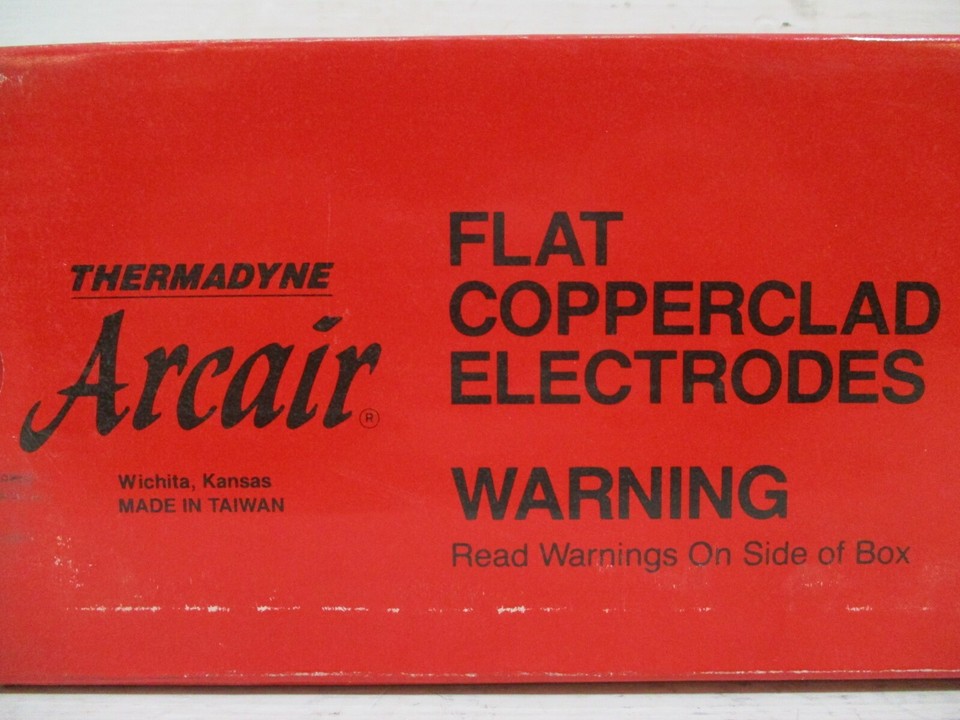 THERMADYNE
Arcair®
Wichita, Kansas
MADE IN TAIWAN
FLAT
COPPERCLAD
ELECTRODES
WARNING
Read Warnings On Side of Box